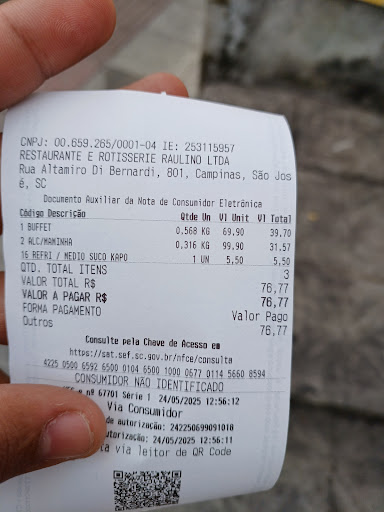 CNPJ: 00.659.265/0001-04 IE: 253115957
RESTAURANTE E ROTISSERIE RAULINO LTDA
Rua Altamiro Di Bernardi, 801, Campinas, São Jos
é, SC
Documento Auxiliar da Nota de Consumidor Eletrônica
Código Descrição Qtde Un Vl Unit Vl Total
1 BUFFET 0.568 KG 69.90 39.70
2 ALC/MAMINHA 0.316 KG 99.90 31.57
16 REFRI / MEDIO SUCO KAPO 1 UN 5.50 5.50
QTD. TOTAL ITENS 3
VALOR TOTAL R$ 76,77
VALOR A PAGAR R$ 76,77
FORMA PAGAMENTO Valor Pago
Outros 76,77
Consulte pela Chave de Acesso em
https://sat.sef.sc.gov.br/nfce/consulta
4225 0500 6592 6500 0104 6500 1000 0677 0114 5660 8594
CONSUMIDOR NÃO IDENTIFICADO
nº 67701 Série 1 24/05/2025 12:56:12
Via Consumidor
de autorização: 242250699091010
utorização: 24/05/2025 12:56:11
via leitor de QR Code